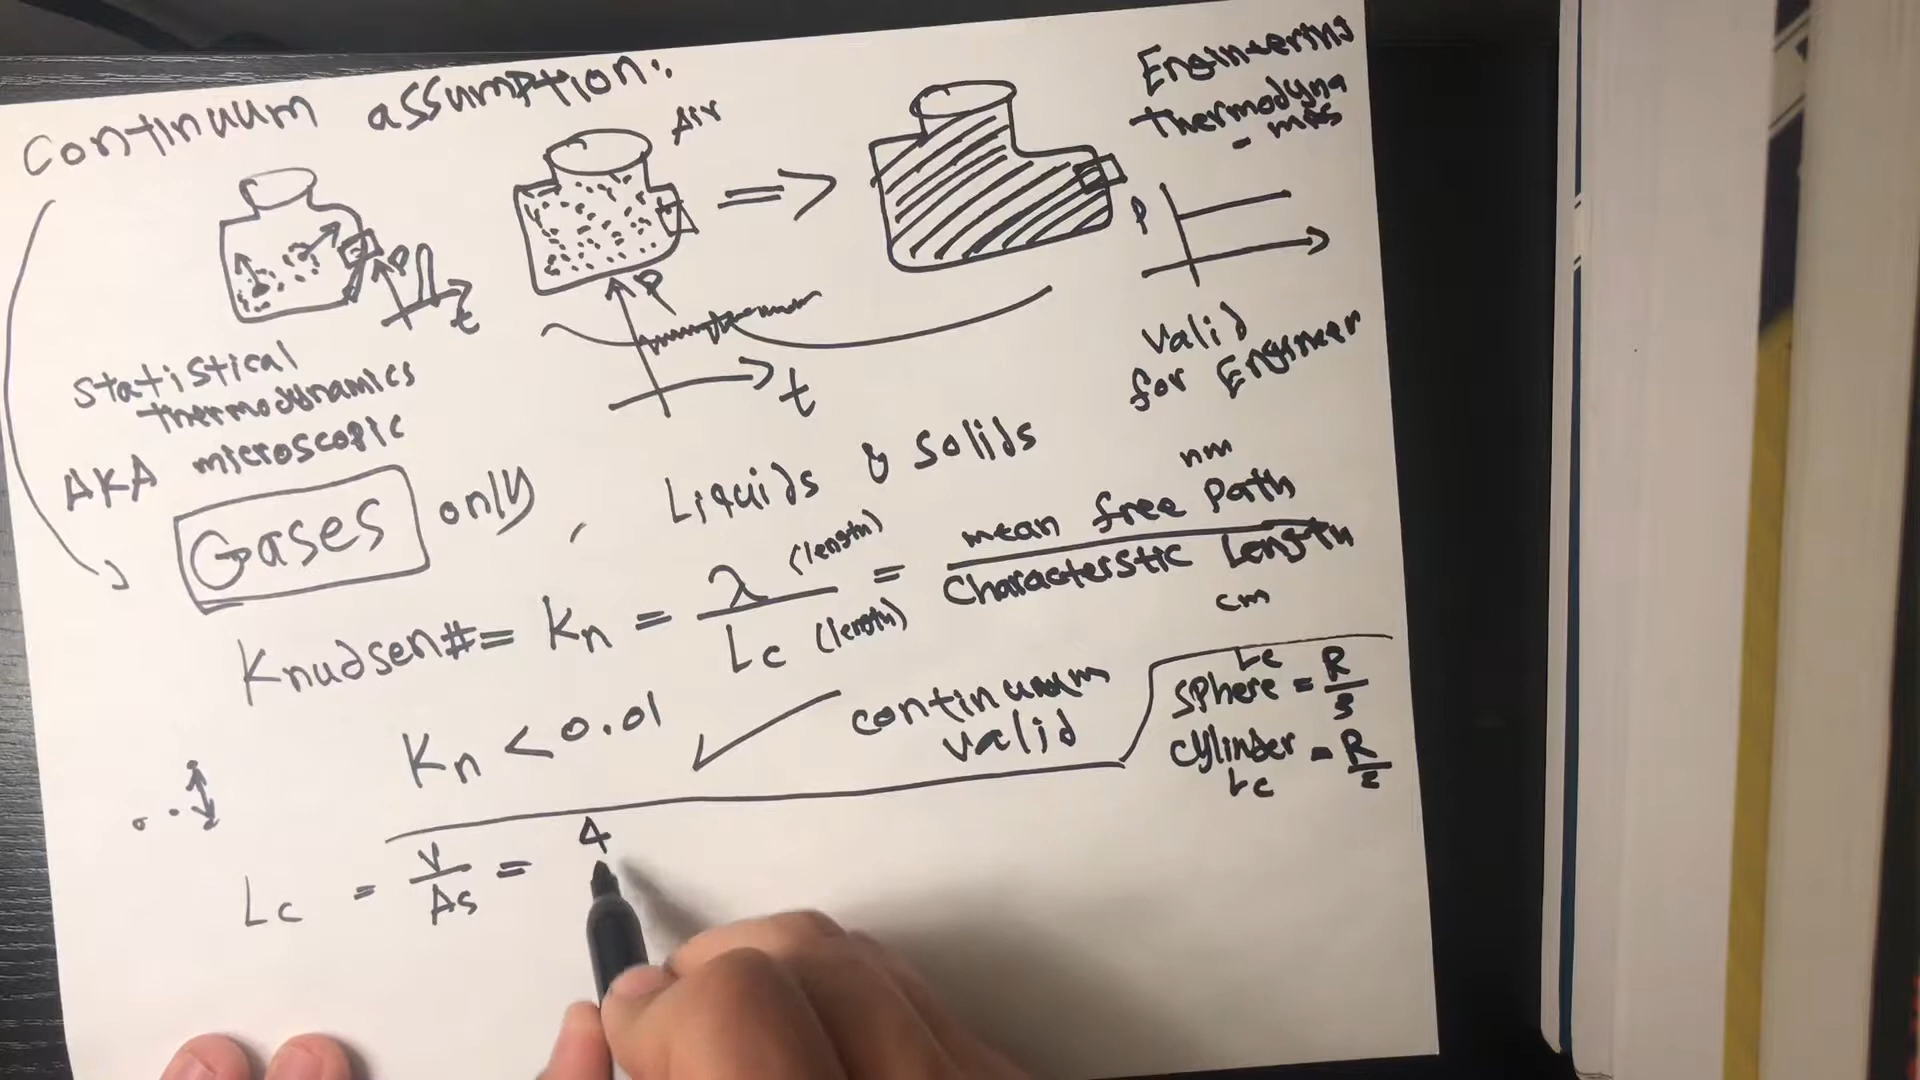 Continuum assumption:
Air
Engineering
thermodyna
- mics
P
t
P
t
P
Statistical
thermodynamics
AKA microscopic
Valid
for Engineer
Gases only, Liquids & Solids
Knudsen# = Kn = λ (length) / Lc (length) = mean free Path nm / Characterstic Length cm
Kn < 0.01
continuum
valid
Lc
Sphere = R/3
Cylinder = R/2
Lc
Lc = V/As = 4